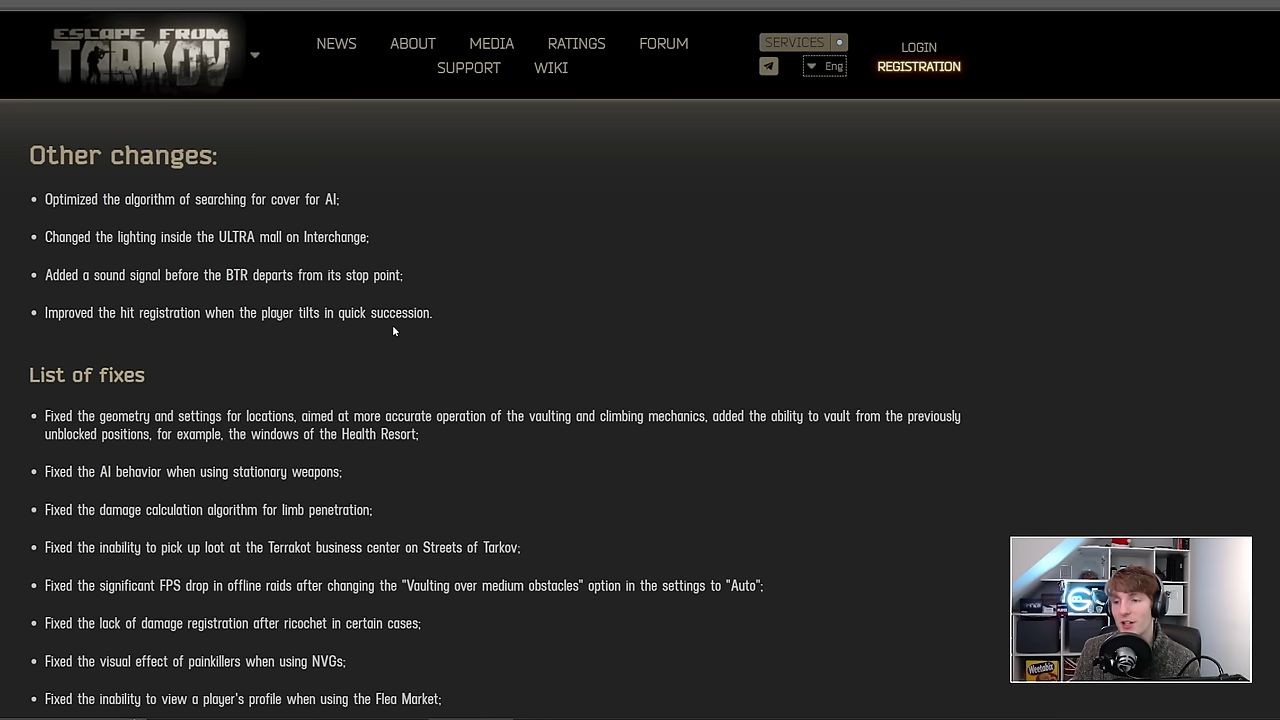 ESCAPE FROM
TARKOV
NEWS
ABOUT
MEDIA
RATINGS
FORUM
SUPPORT
WIKI
SERVICES
Eng
LOGIN
REGISTRATION
Other changes:
• Optimized the algorithm of searching for cover for AI;
• Changed the lighting inside the ULTRA mall on Interchange;
• Added a sound signal before the BTR departs from its stop point;
• Improved the hit registration when the player tilts in quick succession.
List of fixes
• Fixed the geometry and settings for locations, aimed at more accurate operation of the vaulting and climbing mechanics, added the ability to vault from the previously
unblocked positions, for example, the windows of the Health Resort;
• Fixed the AI behavior when using stationary weapons;
• Fixed the damage calculation algorithm for limb penetration;
• Fixed the inability to pick up loot at the Terrakot business center on Streets of Tarkov;
• Fixed the significant FPS drop in offline raids after changing the "Vaulting over medium obstacles" option in the settings to "Auto";
• Fixed the lack of damage registration after ricochet in certain cases;
• Fixed the visual effect of painkillers when using NVGs;
• Fixed the inability to view a player's profile when using the Flea Market;
Weetabix